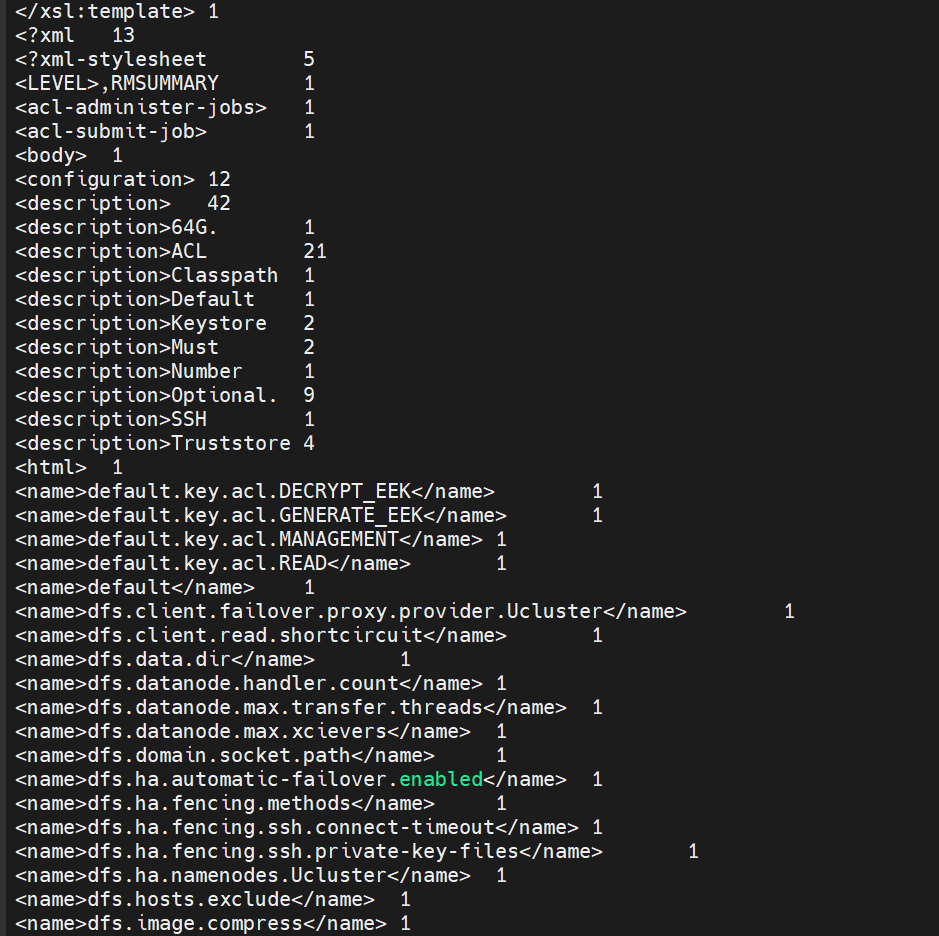 </xsl:template> 1
<?xml 13
<?xml-stylesheet 5
<LEVEL>,RMSUMMARY 1
<acl-administer-jobs> 1
<acl-submit-job> 1
<body> 1
<configuration> 12
<description> 42
<description>64G. 1
<description>ACL 21
<description>Classpath 1
<description>Default 1
<description>Keystore 2
<description>Must 2
<description>Number 1
<description>Optional. 9
<description>SSH 1
<description>Truststore 4
<html> 1
<name>default.key.acl.DECRYPT_EEK</name> 1
<name>default.key.acl.GENERATE_EEK</name> 1
<name>default.key.acl.MANAGEMENT</name> 1
<name>default.key.acl.READ</name> 1
<name>default</name> 1
<name>dfs.client.failover.proxy.provider.Ucluster</name> 1
<name>dfs.client.read.shortcircuit</name> 1
<name>dfs.data.dir</name> 1
<name>dfs.datanode.handler.count</name> 1
<name>dfs.datanode.max.transfer.threads</name> 1
<name>dfs.datanode.max.xcievers</name> 1
<name>dfs.domain.socket.path</name> 1
<name>dfs.ha.automatic-failover.enabled</name> 1
<name>dfs.ha.fencing.methods</name> 1
<name>dfs.ha.fencing.ssh.connect-timeout</name> 1
<name>dfs.ha.fencing.ssh.private-key-files</name> 1
<name>dfs.ha.namenodes.Ucluster</name> 1
<name>dfs.hosts.exclude</name> 1
<name>dfs.image.compress</name> 1